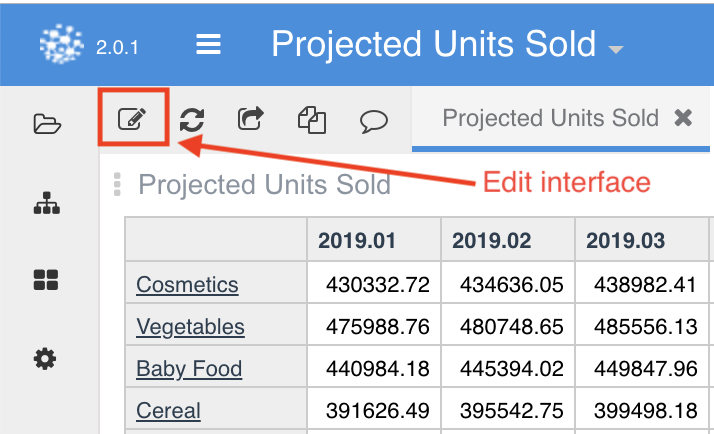 2.0.1 Projected Units Sold
Projected Units Sold
Projected Units Sold
Edit interface
2019.01 2019.02 2019.03
Cosmetics 430332.72 434636.05 438982.41
Vegetables 475988.76 480748.65 485556.13
Baby Food 440984.18 445394.02 449847.96
Cereal 391626.49 395542.75 399498.18